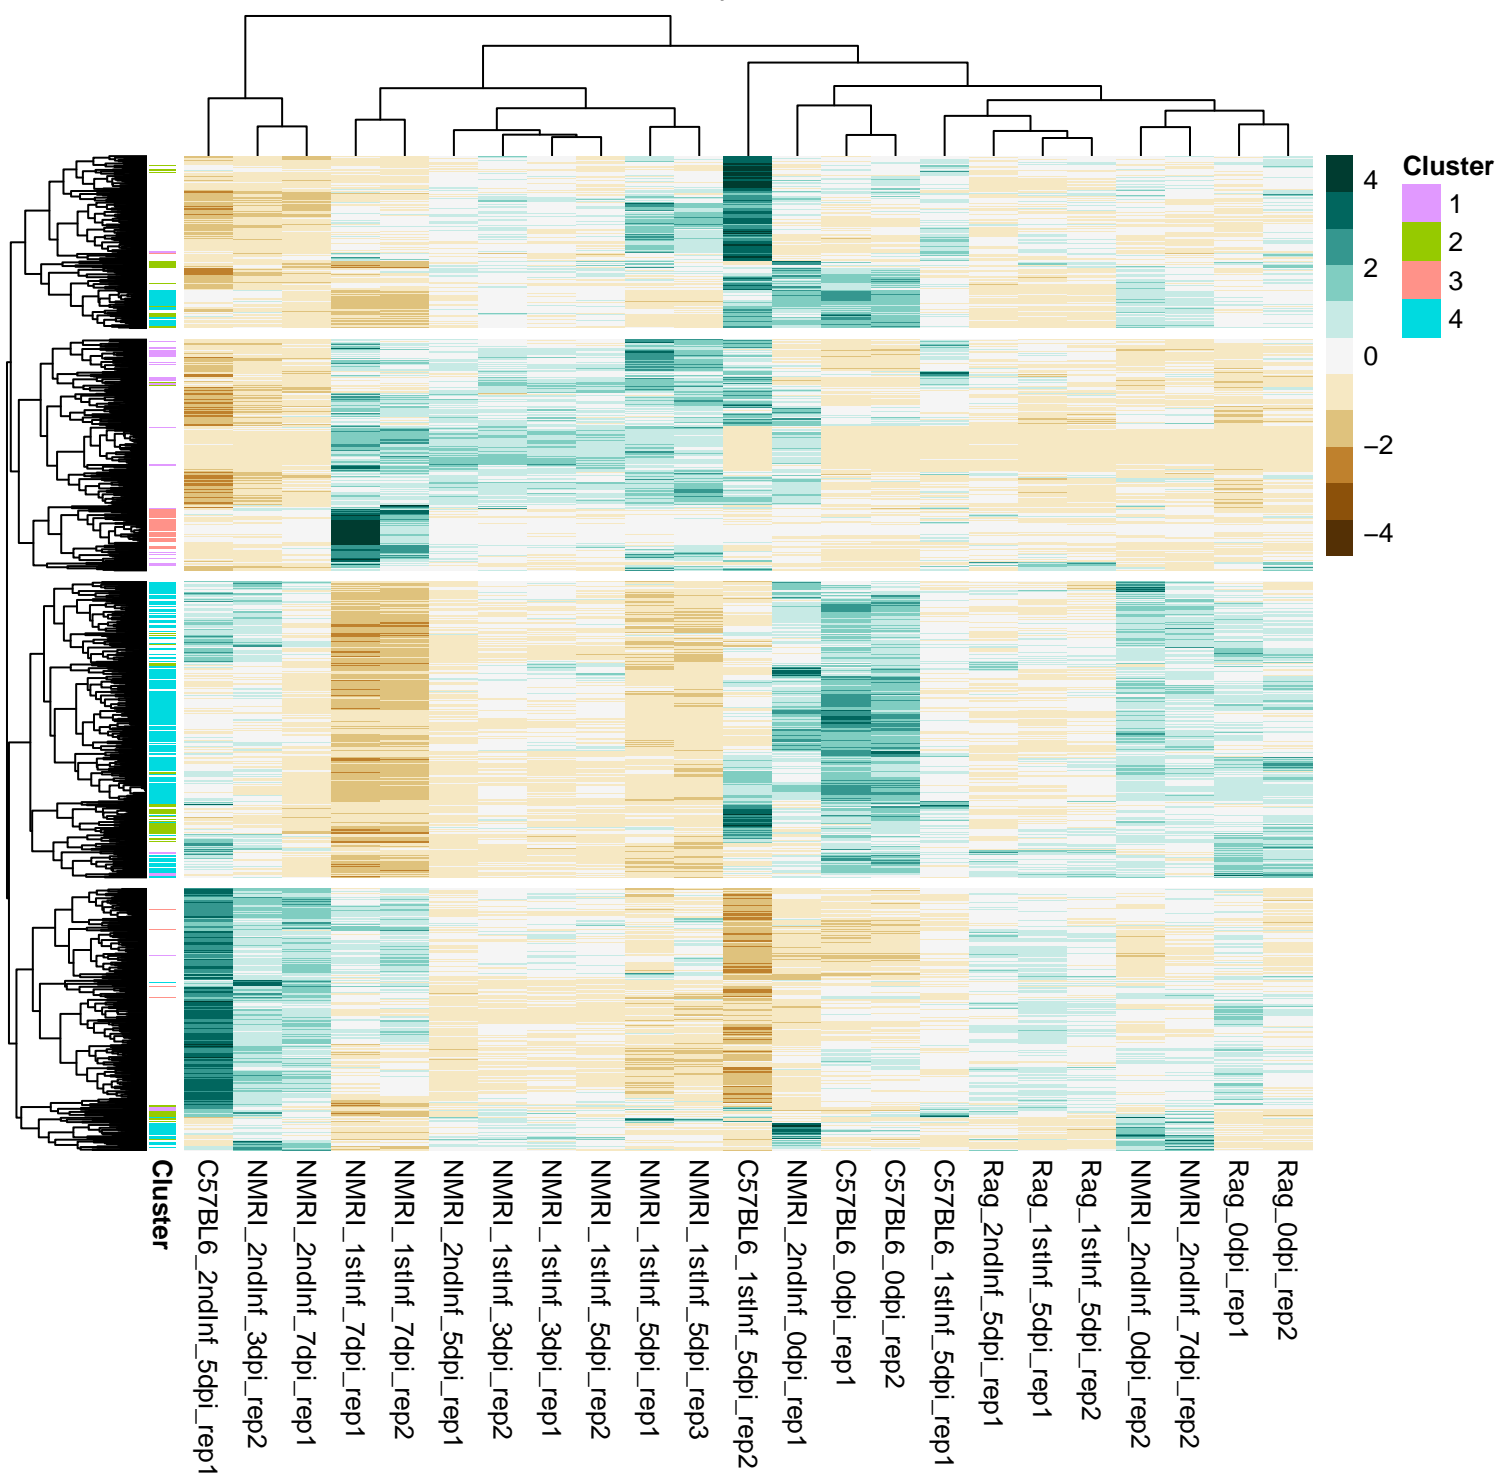 Cluster
1
2
3
4
4
2
0
−2
−4
Cluster
C57BL6_2ndInf_5dpi_rep1
NMRI_2ndInf_3dpi_rep2
NMRI_2ndInf_7dpi_rep1
NMRI_1stInf_7dpi_rep1
NMRI_1stInf_7dpi_rep2
NMRI_2ndInf_5dpi_rep1
NMRI_1stInf_3dpi_rep2
NMRI_1stInf_3dpi_rep1
NMRI_1stInf_5dpi_rep2
NMRI_1stInf_5dpi_rep1
NMRI_1stInf_5dpi_rep3
C57BL6_1stInf_5dpi_rep2
NMRI_2ndInf_0dpi_rep1
C57BL6_0dpi_rep1
C57BL6_0dpi_rep2
C57BL6_1stInf_5dpi_rep1
Rag_2ndInf_5dpi_rep1
Rag_1stInf_5dpi_rep1
Rag_1stInf_5dpi_rep2
NMRI_2ndInf_0dpi_rep2
NMRI_2ndInf_7dpi_rep2
Rag_0dpi_rep1
Rag_0dpi_rep2